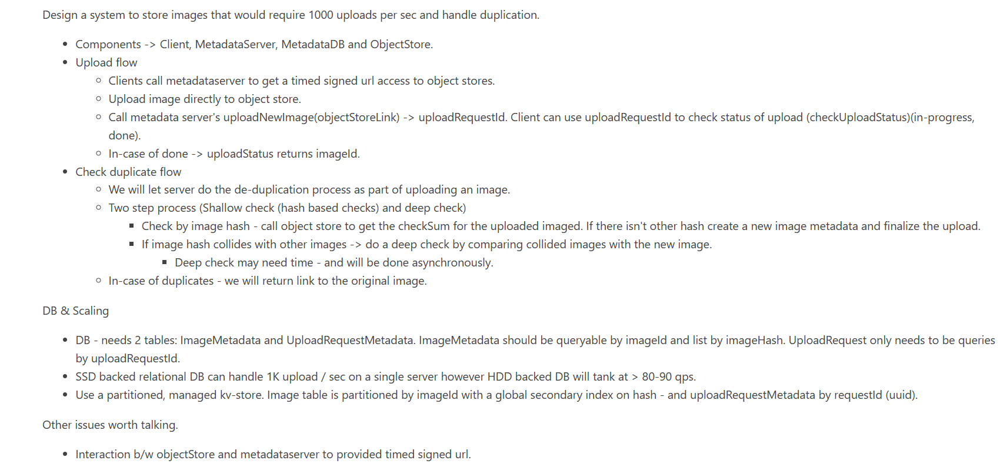 Design a system to store images that would require 1000 uploads per sec and handle duplication.
• Components -> Client, MetadataServer, MetadataDB and ObjectStore.
• Upload flow
◦ Clients call metadataserver to get a timed signed url access to object stores.
◦ Upload image directly to object store.
◦ Call metadata server's uploadNewImage(objectStoreLink) -> uploadRequestId. Client can use uploadRequestId to check status of upload (checkUploadStatus)(in-progress,
done).
◦ In-case of done -> uploadStatus returns imageId.
• Check duplicate flow
◦ We will let server do the de-duplication process as part of uploading an image.
◦ Two step process (Shallow check (hash based checks) and deep check)
▪ Check by image hash - call object store to get the checkSum for the uploaded imaged. If there isn't other hash create a new image metadata and finalize the upload.
▪ If image hash collides with other images -> do a deep check by comparing collided images with the new image.
▪ Deep check may need time - and will be done asynchronously.
◦ In-case of duplicates - we will return link to the original image.
DB & Scaling
• DB - needs 2 tables: ImageMetadata and UploadRequestMetadata. ImageMetadata should be queryable by imageId and list by imageHash. UploadRequest only needs to be queries
by uploadRequestId.
• SSD backed relational DB can handle 1K upload / sec on a single server however HDD backed DB will tank at > 80-90 qps.
• Use a partitioned, managed kv-store. Image table is partitioned by imageId with a global secondary index on hash - and uploadRequestMetadata by requestId (uuid).
Other issues worth talking.
• Interaction b/w objectStore and metadataserver to provided timed signed url.